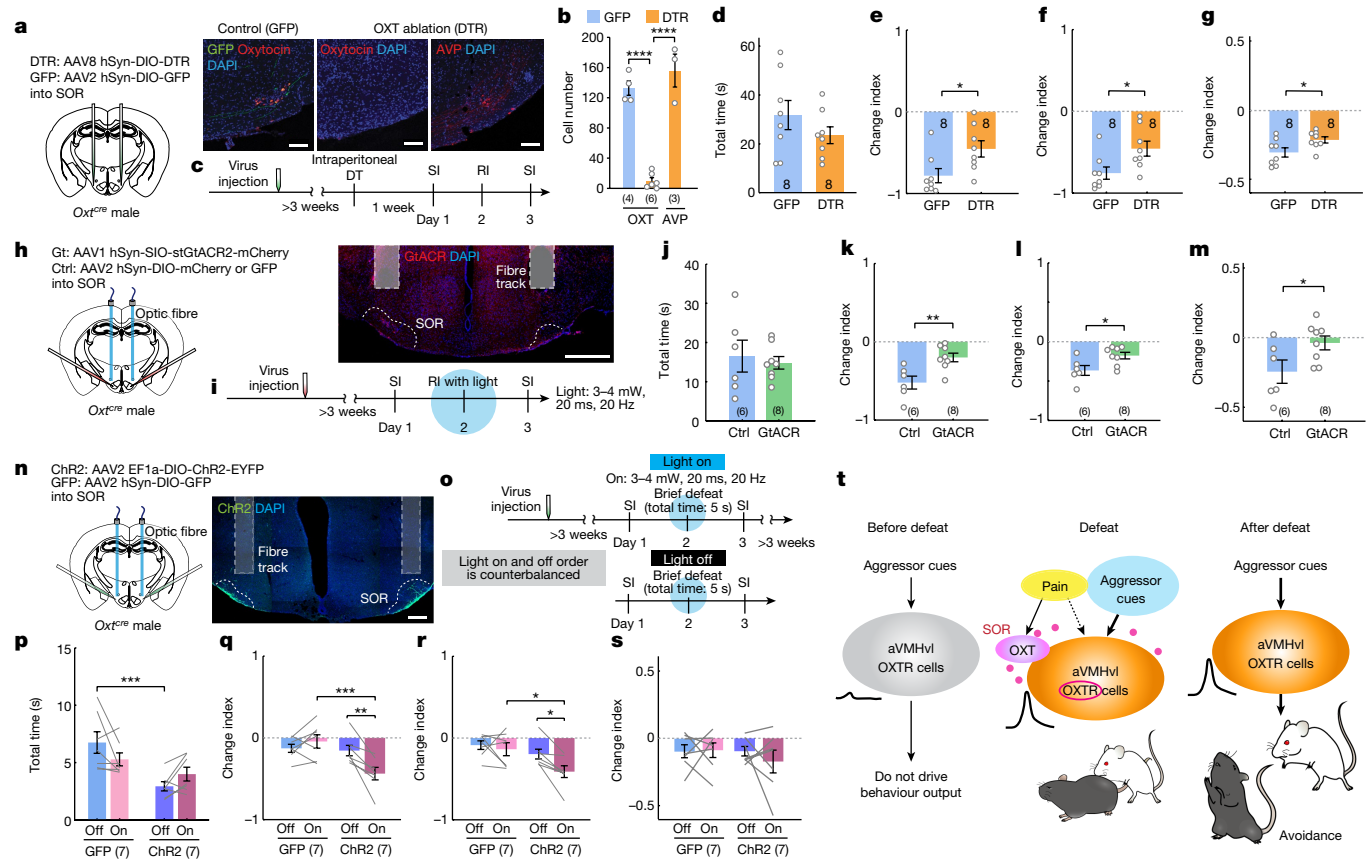 a
DTR: AAV8 hSyn-DIO-DTR
GFP: AAV2 hSyn-DIO-GFP
into SOR
Oxt^cre male
Control (GFP)
OXT ablation (DTR)
GFP Oxytocin
DAPI
Oxytocin DAPI
AVP DAPI
c
Virus
injection
>3 weeks
Intraperitoneal
DT
1 week
SI
RI
SI
Day 1
2
3
b
GFP
DTR
Cell number
200
160
120
80
40
0
****
****
(4)
(6)
(3)
OXT
AVP
d
Total time (s)
60
40
20
0
8
8
GFP
DTR
e
Change index
1
0
−1
*
8
8
GFP
DTR
f
Change index
1
0
−1
*
8
8
GFP
DTR
g
Change index
0.5
0
−0.5
*
8
8
GFP
DTR
h
Gt: AAV1 hSyn-SIO-stGtACR2-mCherry
Ctrl: AAV2 hSyn-DIO-mCherry or GFP
into SOR
Optic fibre
Oxt^cre male
GtACR DAPI
Fibre
track
SOR
i
Virus
injection
>3 weeks
SI
RI with light
SI
Day 1
2
3
Light: 3–4 mW,
20 ms, 20 Hz
j
Total time (s)
40
30
20
10
0
(6)
(8)
Ctrl
GtACR
k
Change index
1
0
−1
**
(6)
(8)
Ctrl
GtACR
l
Change index
1
0
−1
*
(6)
(8)
Ctrl
GtACR
m
Change index
0.5
0
−0.5
*
(6)
(8)
Ctrl
GtACR
n
ChR2: AAV2 EF1a-DIO-ChR2-EYFP
GFP: AAV2 hSyn-DIO-GFP
into SOR
Optic fibre
Oxt^cre male
ChR2 DAPI
Fibre
track
SOR
o
Light on
On: 3–4 mW, 20 ms, 20 Hz
Virus
injection
Brief defeat
(total time: 5 s)
SI
SI
>3 weeks
Day 1
2
3
>3 weeks
Light on and off order
is counterbalanced
Light off
Brief defeat
(total time: 5 s)
SI
SI
Day 1
2
3
p
Total time (s)
15
10
5
0
***
Off
On
Off
On
GFP (7)
ChR2 (7)
q
Change index
1
0
−1
***
**
Off
On
Off
On
GFP (7)
ChR2 (7)
r
Change index
1
0
−1
*
*
Off
On
Off
On
GFP (7)
ChR2 (7)
s
Change index
0.5
0
−0.5
Off
On
Off
On
GFP (7)
ChR2 (7)
t
Before defeat
Aggressor cues
aVMHvl
OXTR cells
Do not drive
behaviour output
Defeat
Pain
Aggressor
cues
SOR
OXT
aVMHvl
OXTR cells
After defeat
Aggressor cues
aVMHvl
OXTR cells
Avoidance